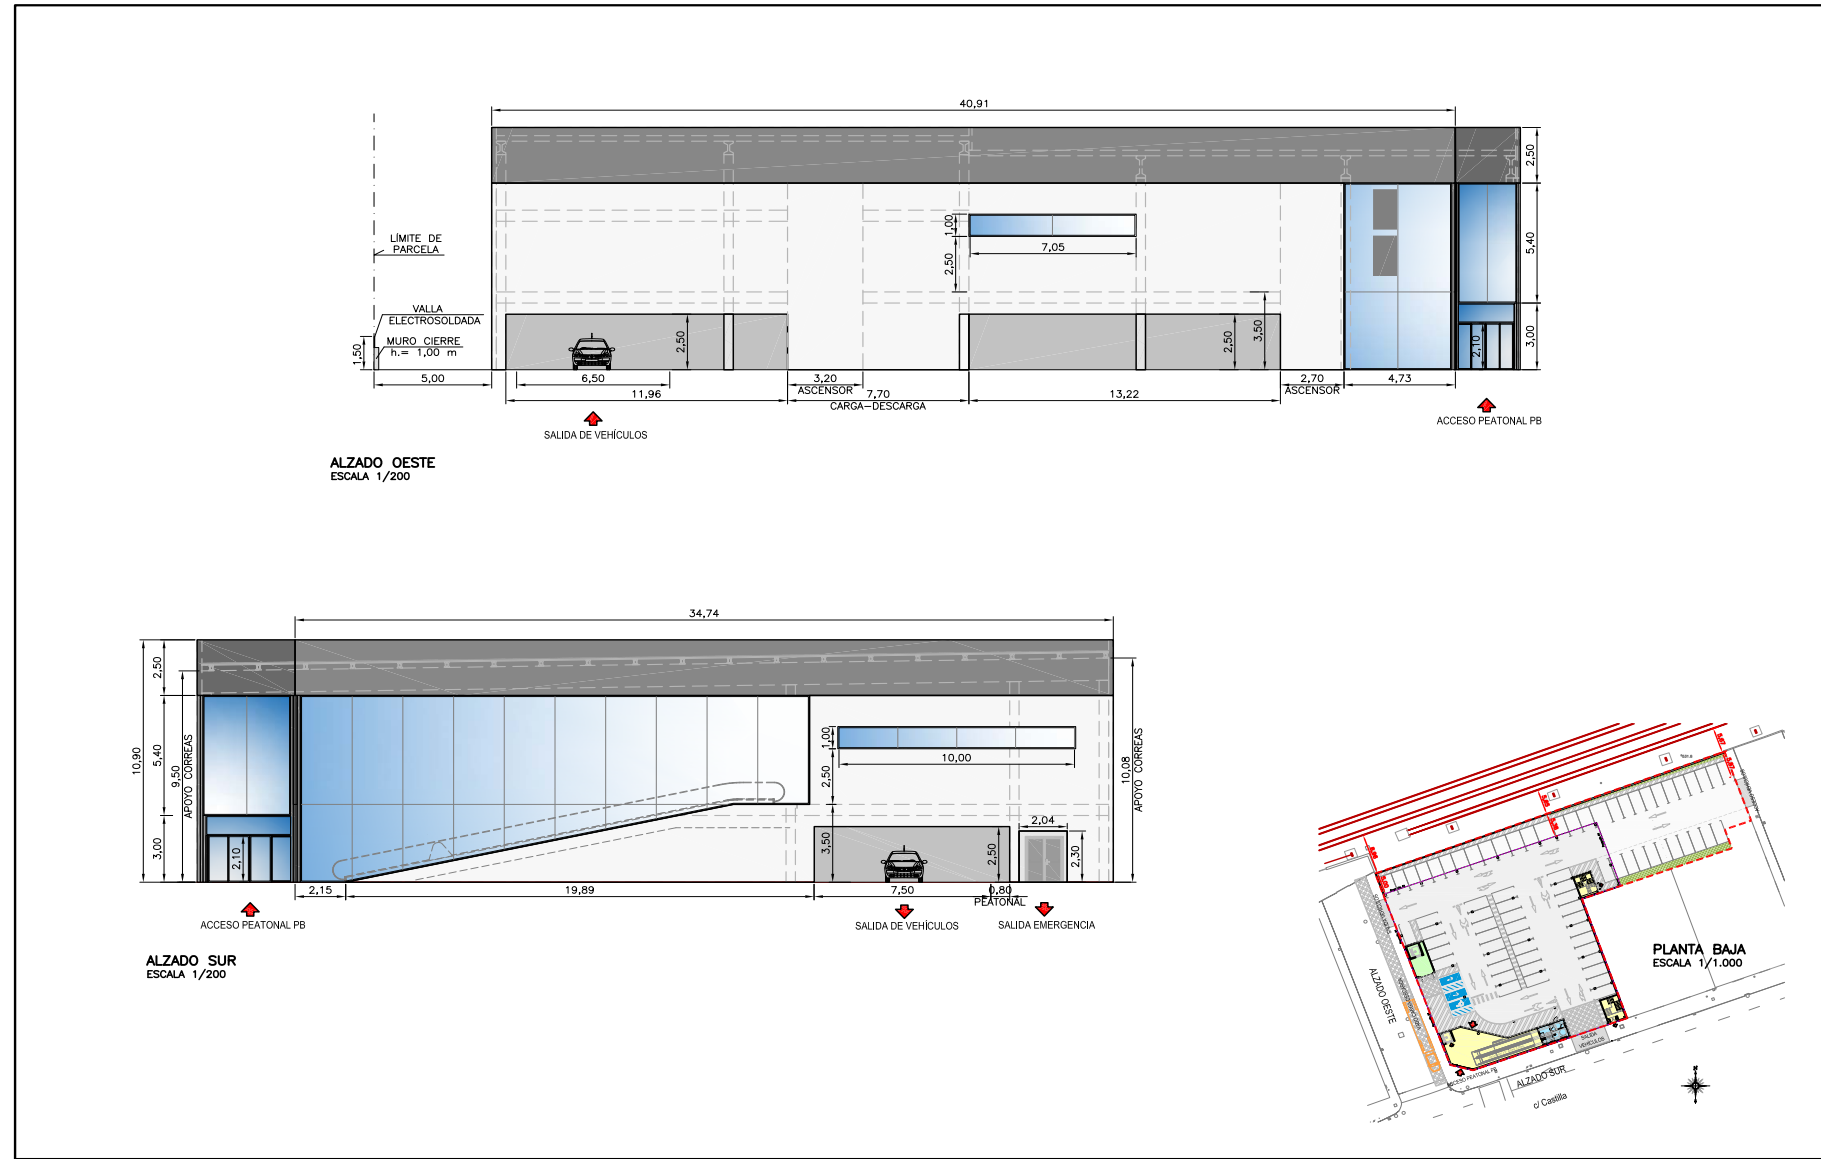 40,91
2,50
LÍMITE DE
PARCELA
1,00
7,05
2,50
5,40
VALLA
ELECTROSOLDADA
MURO CIERRE
h.= 1,00 m
1,50
2,50
2,50
3,50
2,10
3,00
5,00
6,50
3,20
ASCENSOR
2,70
ASCENSOR
4,73
11,96
7,70
CARGA-DESCARGA
13,22
SALIDA DE VEHÍCULOS
ACCESO PEATONAL PB
ALZADO OESTE
ESCALA 1/200
34,74
10,90
2,50
5,40
3,00
9,50
APOYO CORREAS
2,10
1,00
10,00
2,50
3,50
2,50
2,04
2,30
10,08
APOYO CORREAS
2,15
19,89
7,50
0,80
PEATONAL
ACCESO PEATONAL PB
SALIDA DE VEHÍCULOS
SALIDA EMERGENCIA
ALZADO SUR
ESCALA 1/200
PLANTA BAJA
ESCALA 1/1.000
ALZADO OESTE
SALIDA
VEHICULOS
ACCESO PEATONAL PB
ALZADO SUR
c/ Castilla
N